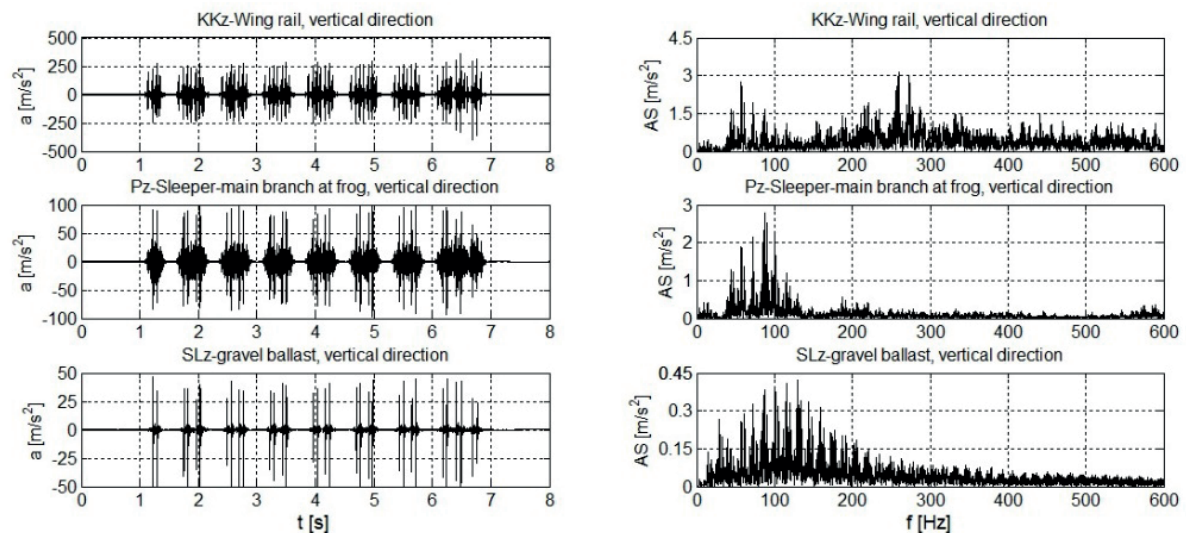 KKz-Wing rail, vertical direction
500
250
0
-250
-500
a [m/s²]
0 1 2 3 4 5 6 7 8
Pz-Sleeper-main branch at frog, vertical direction
100
50
0
-50
-100
a [m/s²]
0 1 2 3 4 5 6 7 8
SLz-gravel ballast, vertical direction
50
25
0
-25
-50
a [m/s²]
0 1 2 3 4 5 6 7 8
t [s]
KKz-Wing rail, vertical direction
4.5
3
1.5
0
AS [m/s²]
0 100 200 300 400 500 600
Pz-Sleeper-main branch at frog, vertical direction
3
2
1
0
AS [m/s²]
0 100 200 300 400 500 600
SLz-gravel ballast, vertical direction
0.45
0.3
0.15
0
AS [m/s²]
0 100 200 300 400 500 600
f [Hz]